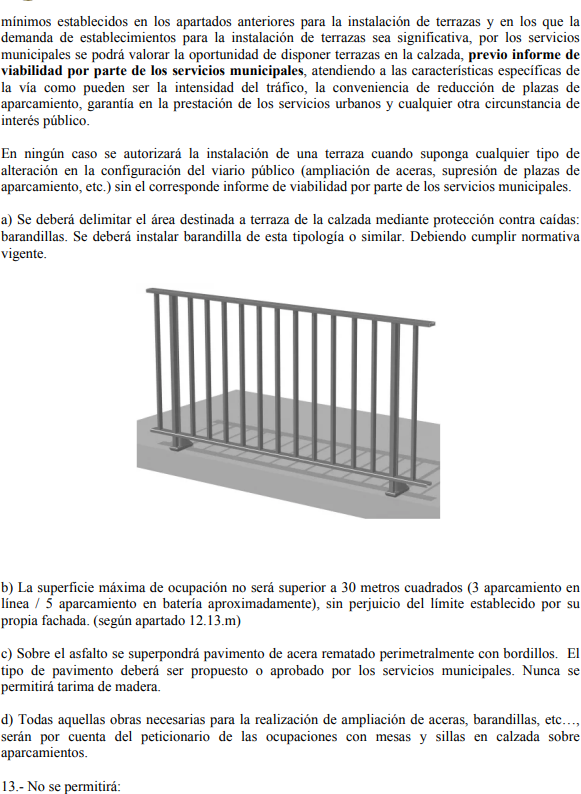 mínimos establecidos en los apartados anteriores para la instalación de terrazas y en los que la
demanda de establecimientos para la instalación de terrazas sea significativa, por los servicios
municipales se podrá valorar la oportunidad de disponer terrazas en la calzada, previo informe de
viabilidad por parte de los servicios municipales, atendiendo a las características específicas de
la vía como pueden ser la intensidad del tráfico, la conveniencia de reducción de plazas de
aparcamiento, garantía en la prestación de los servicios urbanos y cualquier otra circunstancia de
interés público.
En ningún caso se autorizará la instalación de una terraza cuando suponga cualquier tipo de
alteración en la configuración del viario público (ampliación de aceras, supresión de plazas de
aparcamiento, etc.) sin el corresponde informe de viabilidad por parte de los servicios municipales.
a) Se deberá delimitar el área destinada a terraza de la calzada mediante protección contra caídas:
barandillas. Se deberá instalar barandilla de esta tipología o similar. Debiendo cumplir normativa
vigente.
b) La superficie máxima de ocupación no será superior a 30 metros cuadrados (3 aparcamiento en
línea / 5 aparcamiento en batería aproximadamente), sin perjuicio del límite establecido por su
propia fachada. (según apartado 12.13.m)
c) Sobre el asfalto se superpondrá pavimento de acera rematado perimetralmente con bordillos. El
tipo de pavimento deberá ser propuesto o aprobado por los servicios municipales. Nunca se
permitirá tarima de madera.
d) Todas aquellas obras necesarias para la realización de ampliación de aceras, barandillas, etc…,
serán por cuenta del peticionario de las ocupaciones con mesas y sillas en calzada sobre
aparcamientos.
13.- No se permitirá: